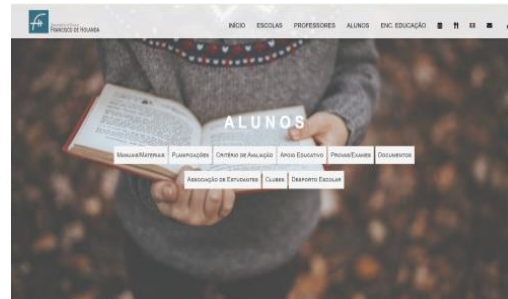 Francisco de Holanda
INÍCIO ESCOLAS PROFESSORES ALUNOS ENC. EDUCAÇÃO
ALUNOS
Manuais/Materiais Planificações Critério de Avaliação Apoio Educativo Provas/Exames Documentos
Associação de Estudantes Clubes Desporto Escolar